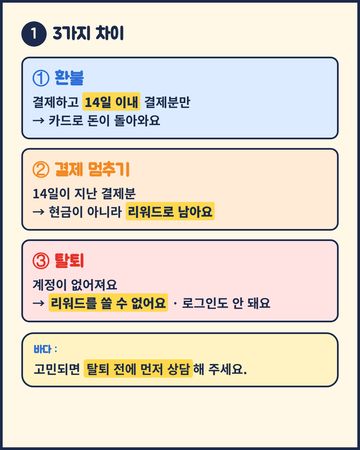 1 3가지 차이
① 환불
결제하고 14일 이내 결제분만
→ 카드로 돈이 돌아와요
② 결제 멈추기
14일이 지난 결제분
→ 현금이 아니라 리워드로 남아요
③ 탈퇴
계정이 없어져요
→ 리워드를 쓸 수 없어요 · 로그인도 안 돼요
바다 :
고민되면 탈퇴 전에 먼저 상담해 주세요.